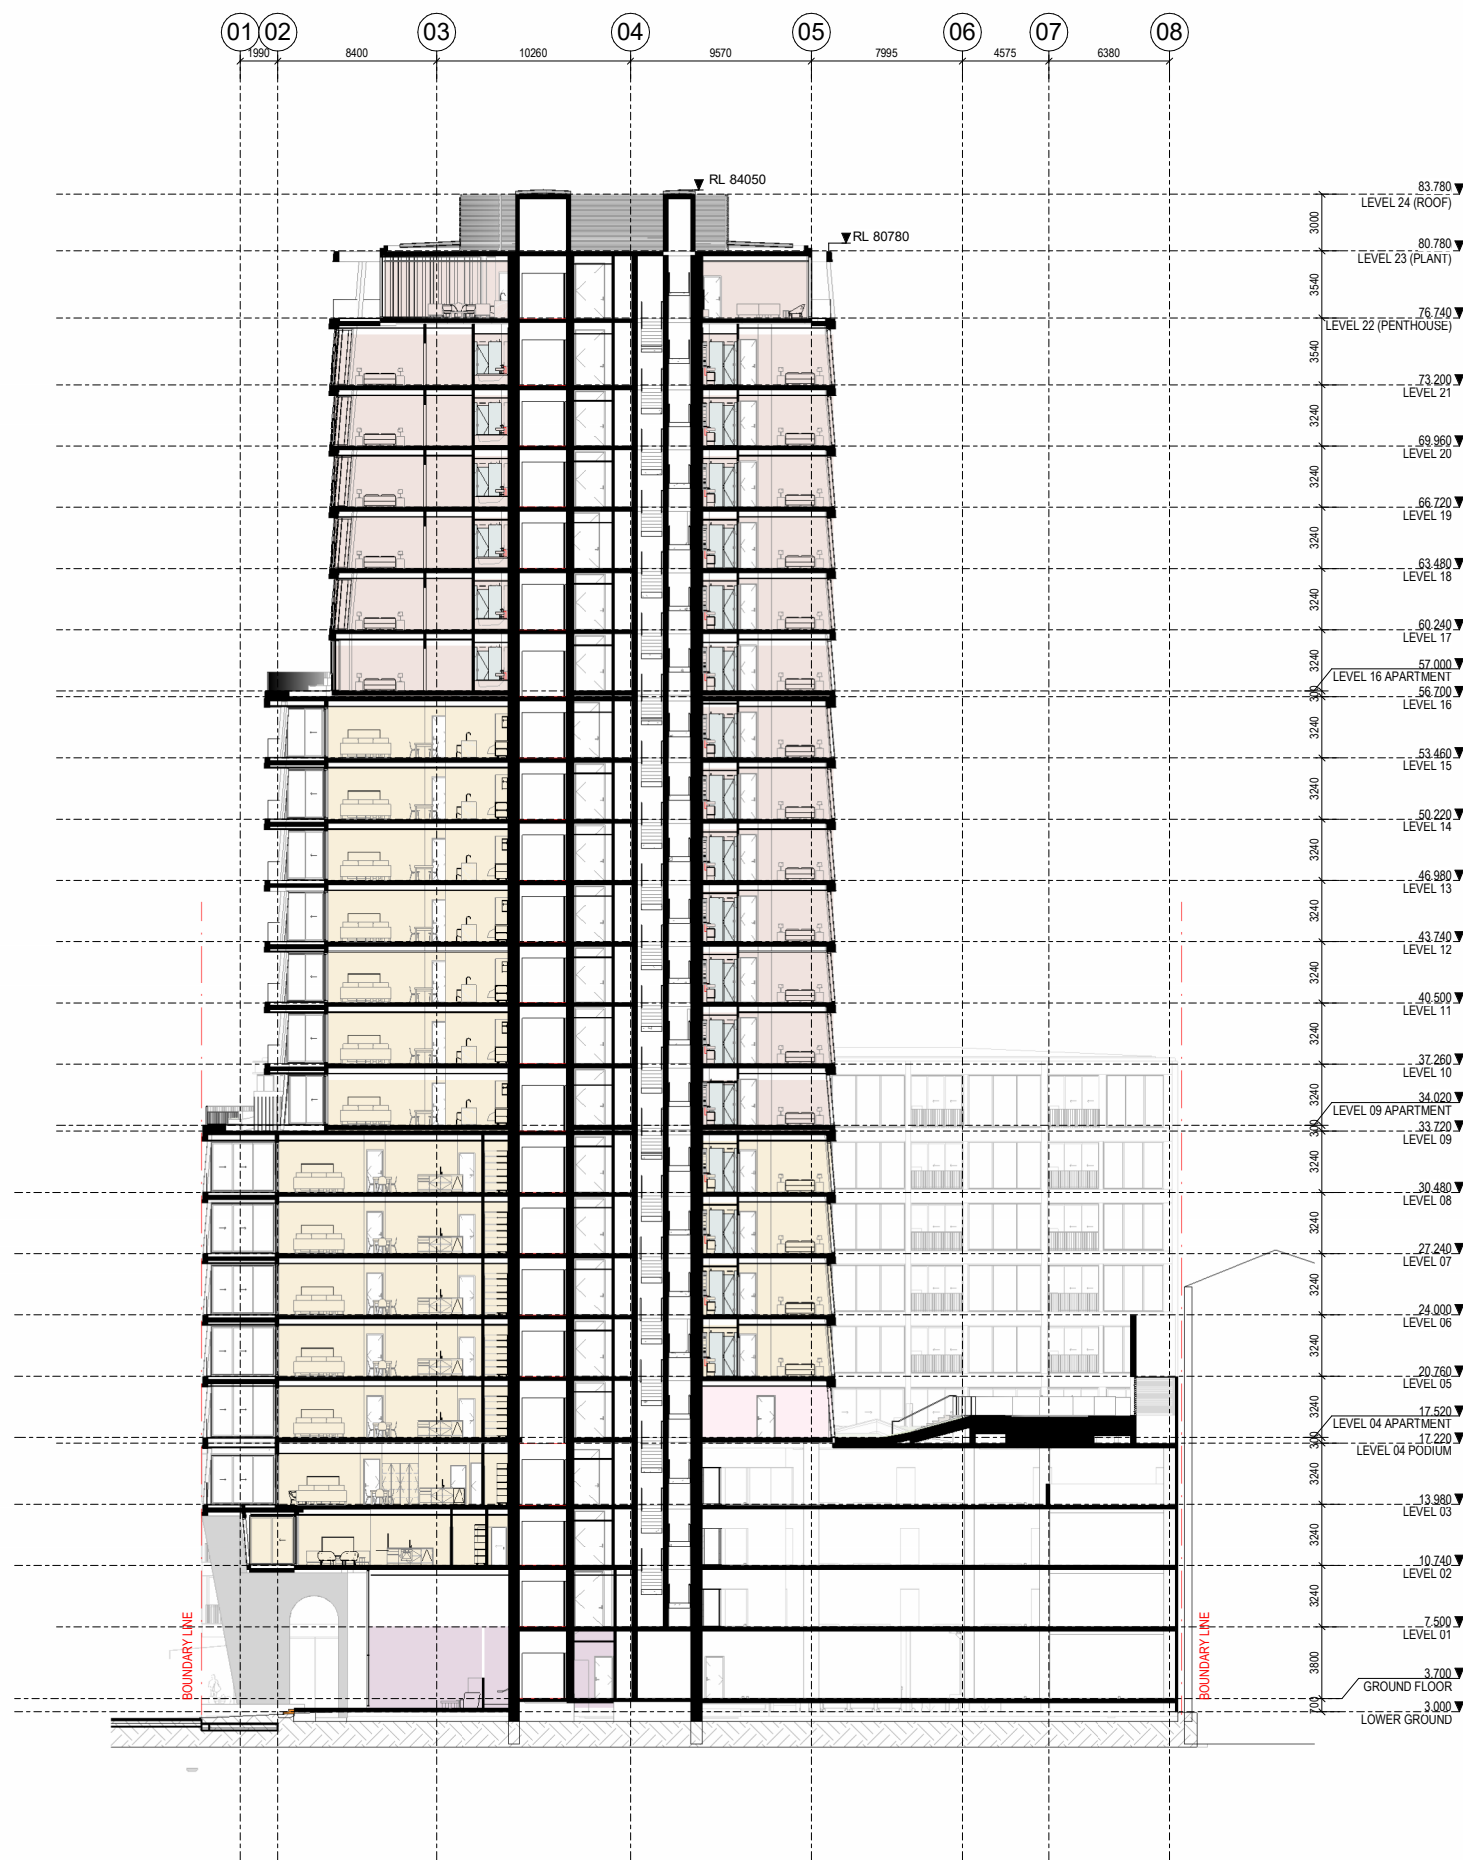 01 02 03 04 05 06 07 08
1990 8400 10260 9570 7995 4575 6380
RL 84050
83.780
LEVEL 24 (ROOF)
3000
RL 80780
80.780
LEVEL 23 (PLANT)
3540
76.740
LEVEL 22 (PENTHOUSE)
3540
73.200
LEVEL 21
3240
69.960
LEVEL 20
3240
66.720
LEVEL 19
3240
63.480
LEVEL 18
3240
60.240
LEVEL 17
3240
57.000
LEVEL 16 APARTMENT
300
56.700
LEVEL 16
3240
53.460
LEVEL 15
3240
50.220
LEVEL 14
3240
46.980
LEVEL 13
3240
43.740
LEVEL 12
3240
40.500
LEVEL 11
3240
37.260
LEVEL 10
3240
34.020
LEVEL 09 APARTMENT
300
33.720
LEVEL 09
3240
30.480
LEVEL 08
3240
27.240
LEVEL 07
3240
24.000
LEVEL 06
3240
20.760
LEVEL 05
3240
17.520
LEVEL 04 APARTMENT
300
17.220
LEVEL 04 PODIUM
3240
13.980
LEVEL 03
3240
10.740
LEVEL 02
3240
7.500
LEVEL 01
BOUNDARY LINE
BOUNDARY LINE
3800
3.700
GROUND FLOOR
700
3.000
LOWER GROUND